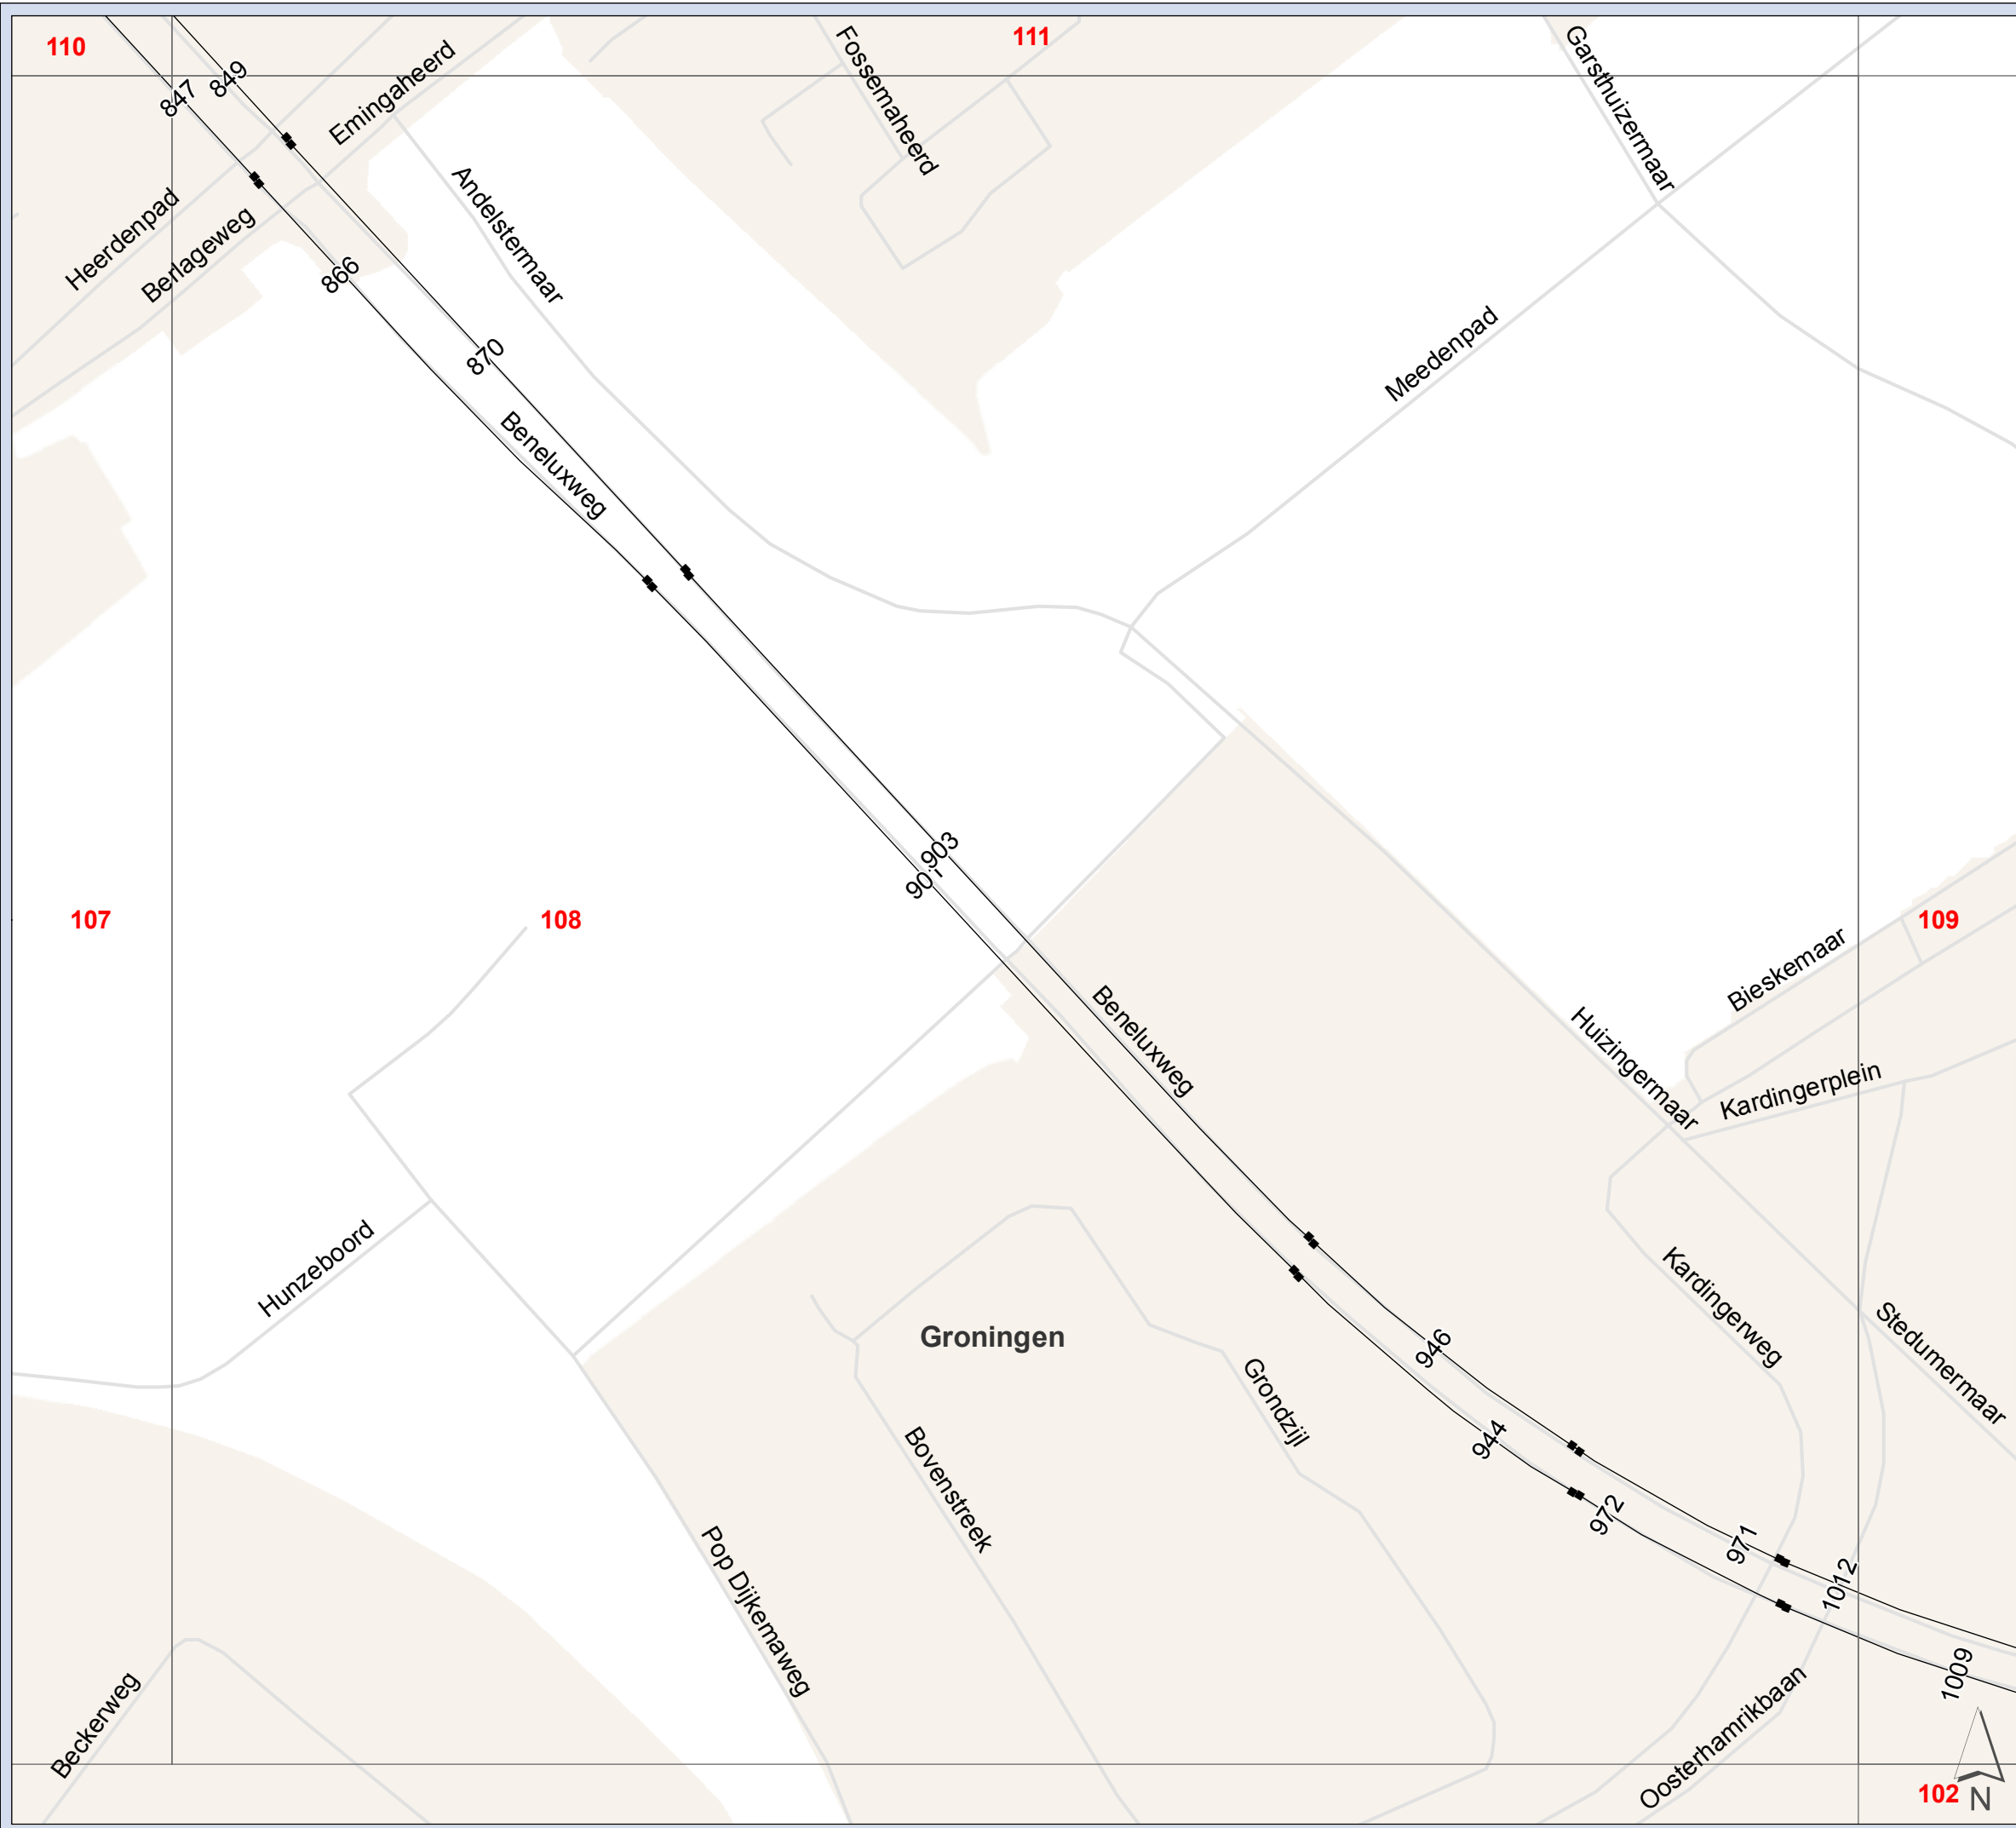 110
111
847
849
Emingaheerd
Fossemaheerd
Garsthuizermaar
Heerdenpad
Berlageweg
866
Andelstermaar
870
Meedenpad
Beneluxweg
903
107
108
109
Bieskemaar
Beneluxweg
Huizingermaar
Kardingerplein
Hunzeboord
Groningen
Kardingerweg
Stedumermaar
946
944
Grondzijl
Bovenstreek
972
971
1012
Pop Dijkemaweg
1009
Beckerweg
Oosterhamrikbaan
102
N